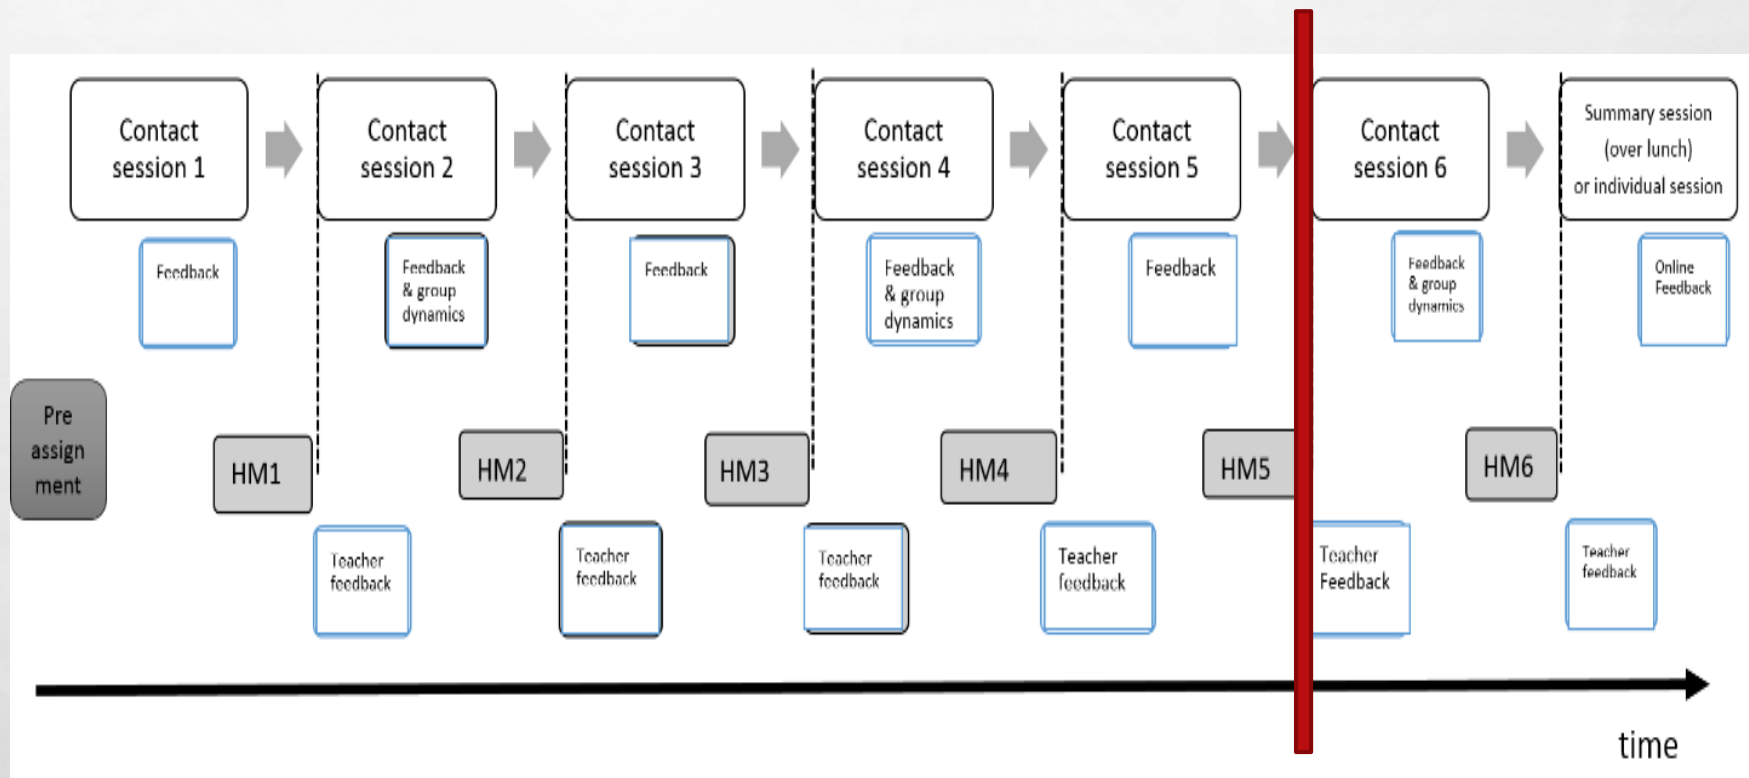 Contact
session 1
Contact
session 2
Contact
session 3
Contact
session 4
Contact
session 5
Contact
session 6
Summary session
(over lunch)
or individual session
Feedback
Feedback
& group
dynamics
Feedback
Feedback
& group
dynamics
Feedback
Feedback
& group
dynamics
Online
Feedback
Pre
assign
ment
HM1
HM2
HM3
HM4
HM5
HM6
Teacher
feedback
Teacher
feedback
Teacher
feedback
Teacher
feedback
Teacher
Feedback
Teacher
feedback
time